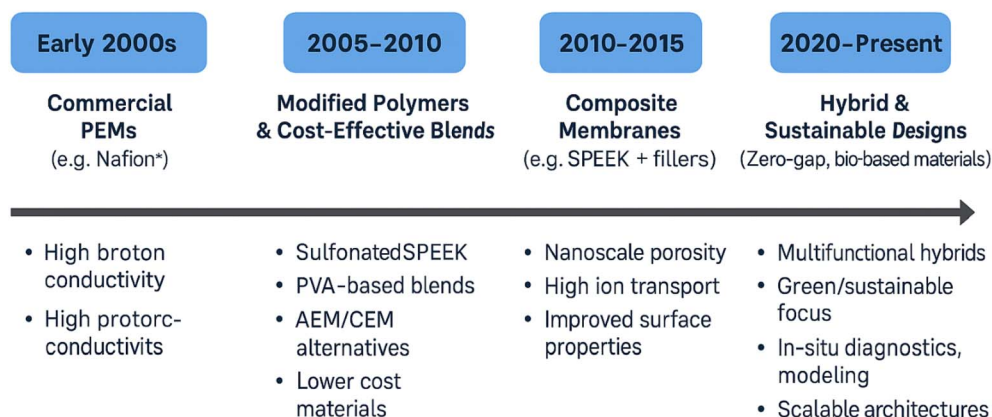 Early 2000s
Commercial
PEMs
(e.g. Nafion*)
• High broton
conductivity
• High protorc-
conductivits
2005–2010
Modified Polymers
& Cost-Effective Blends
• SulfonatedSPEEK
• PVA-based blends
• AEM/CEM
alternatives
• Lower cost
materials
2010–2015
Composite
Membranes
(e.g. SPEEK + fillers)
• Nanoscale porosity
• High ion transport
• Improved surface
properties
2020–Present
Hybrid &
Sustainable Designs
(Zero-gap, bio-based materials)
• Multifunctional hybrids
• Green/sustainable
focus
• In-situ diagnostics,
modeling
• Scalable architectures